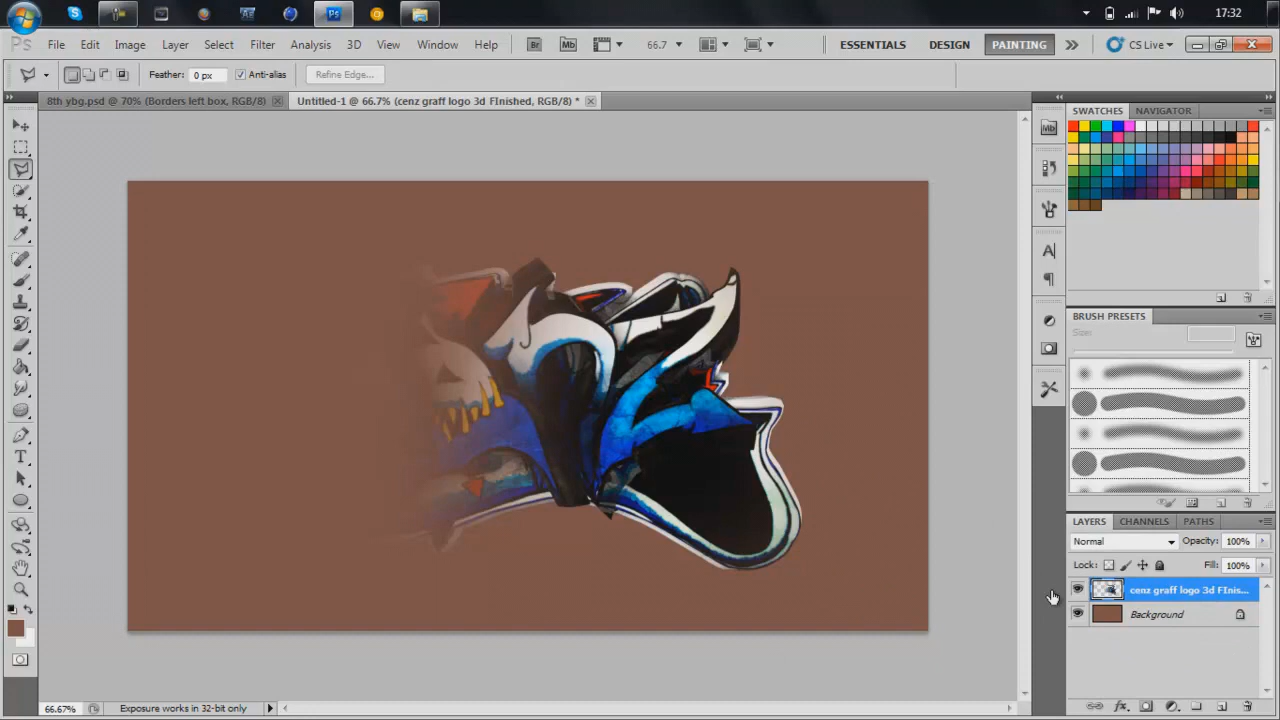 17:32
Ps File Edit Image Layer Select Filter Analysis 3D View Window Help Br Mb 66.7 ESSENTIALS DESIGN PAINTING CS Live
Feather: 0 px Anti-alias Refine Edge...
8th ybg.psd @ 70% (Borders left box, RGB/8) Untitled-1 @ 66.7% (cenz graff logo 3d FInished, RGB/8) *
SWATCHES NAVIGATOR
BRUSH PRESETS
Size:
LAYERS CHANNELS PATHS
Normal Opacity: 100%
Lock: Fill: 100%
cenz graff logo 3d FInis...
Background
66.67% Exposure works in 32-bit only